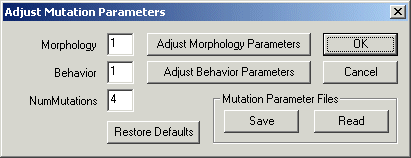 Adjust Mutation Parameters
Morphology 1 Adjust Morphology Parameters OK
Behavior 1 Adjust Behavior Parameters Cancel
NumMutations 4
Mutation Parameter Files
Save Read
Restore Defaults